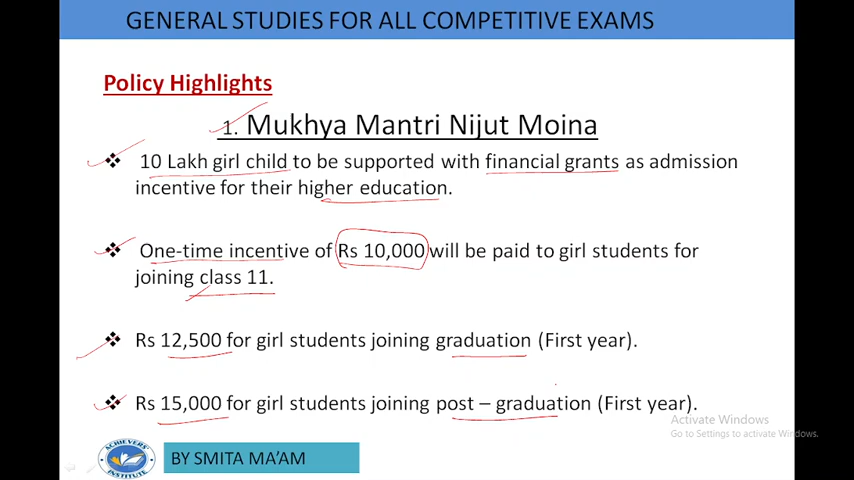 GENERAL STUDIES FOR ALL COMPETITIVE EXAMS
Policy Highlights
1. Mukhya Mantri Nijut Moina
❖ 10 Lakh girl child to be supported with financial grants as admission
incentive for their higher education.
❖ One-time incentive of Rs 10,000 will be paid to girl students for
joining class 11.
❖ Rs 12,500 for girl students joining graduation (First year).
❖ Rs 15,000 for girl students joining post – graduation (First year).
Activate Windows
Go to Settings to activate Windows.
ACHIEVERS'
INSTITUTE
BY SMITA MA'AM